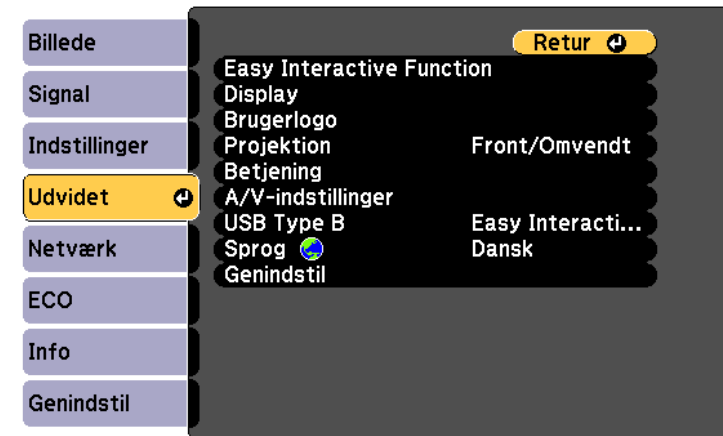 Billede
Signal
Indstillinger
Udvidet
Netværk
ECO
Info
Genindstil
Retur
Easy Interactive Function
Display
Brugerlogo
Projektion Front/Omvendt
Betjening
A/V-indstillinger
USB Type B Easy Interacti...
Sprog Dansk
Genindstil